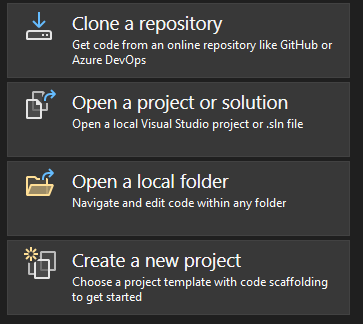 Clone a repository
Get code from an online repository like GitHub or
Azure DevOps
Open a project or solution
Open a local Visual Studio project or .sln file
Open a local folder
Navigate and edit code within any folder
Create a new project
Choose a project template with code scaffolding
to get started